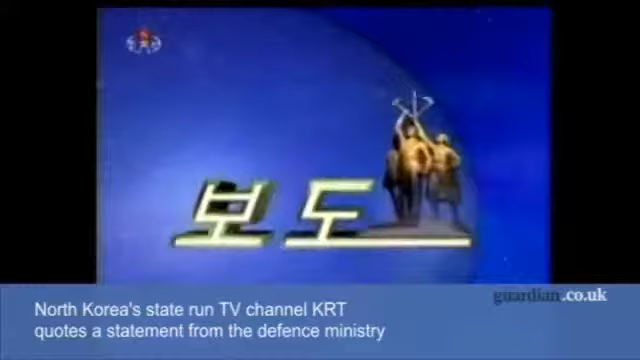 보도
guardian.co.uk
North Korea's state run TV channel KRT
quotes a statement from the defence ministry